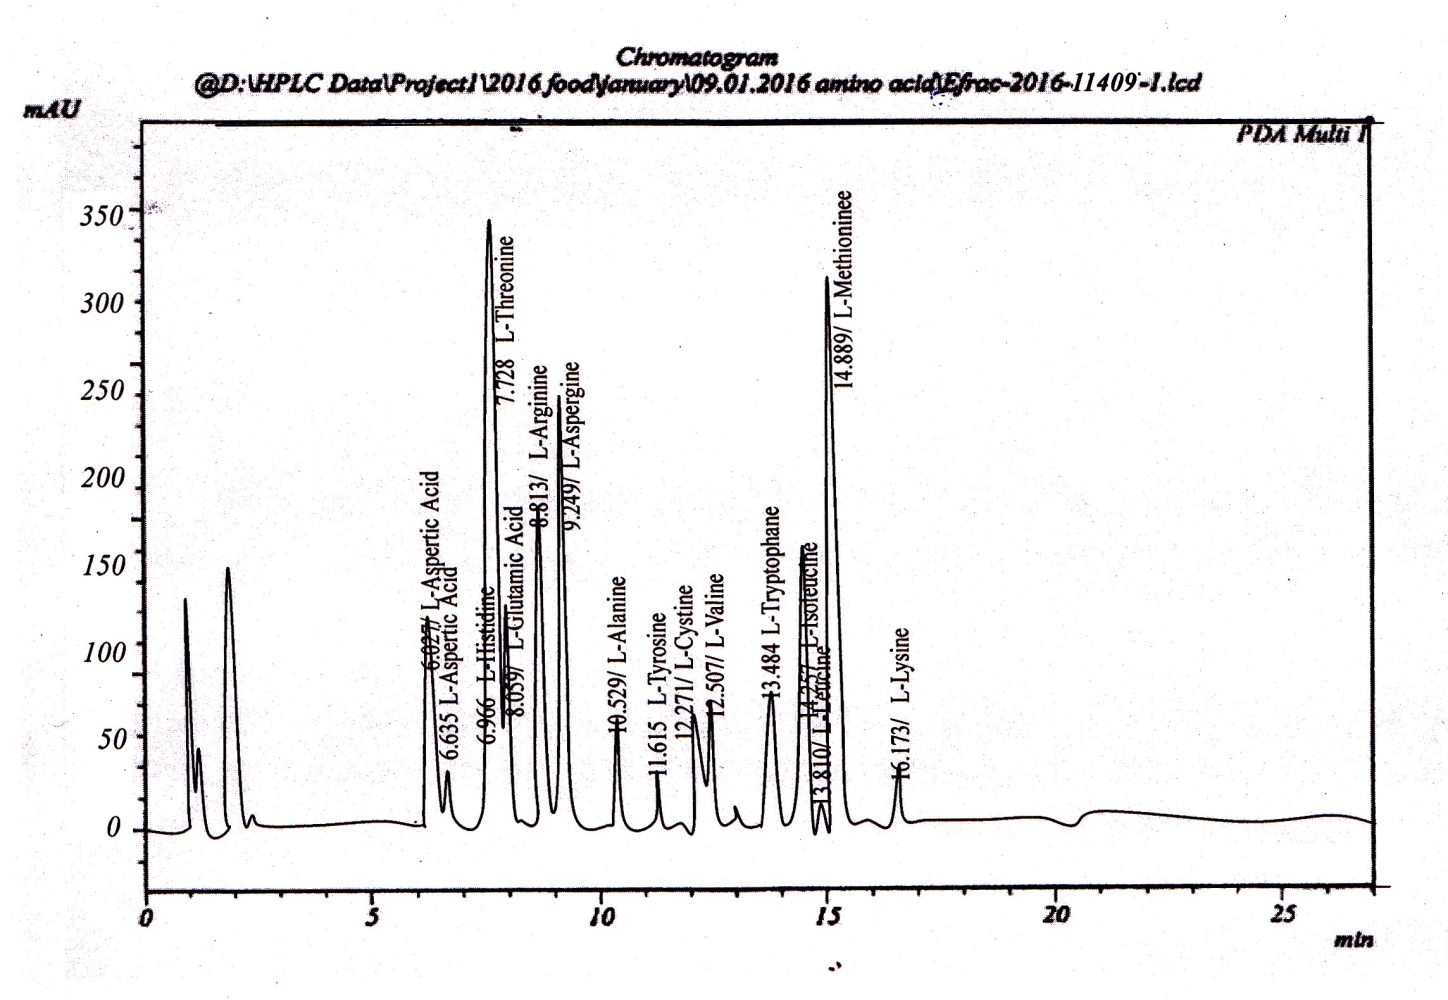 Chromatogram
@D:\HPLC Data\Project1\2016 food\january\09.01.2016 amino acid\Efrac-2016-11409-1.lcd
mAU
PDA Multi 1
350
300
250
200
150
100
50
0
6.027/ L-Aspertic Acid
6.635 L-Aspertic Acid
6.966 L-Histidine
7.728 L-Threonine
8.059/ L-Glutamic Acid
8.813/ L-Arginine
9.249/ L-Aspergine
10.529/ L-Alanine
11.615 L-Tyrosine
12.271/ L-Cystine
12.507/ L-Valine
13.484 L-Tryptophane
14.257/ L-Isoleucine
13.810/ L-Leucine
14.889/ L-Methioninee
16.173/ L-Lysine
0 5 10 15 20 25
min